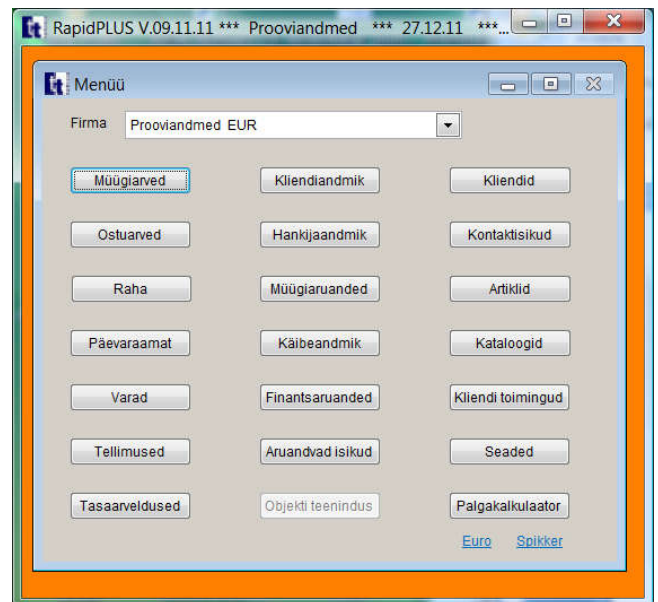 RapidPLUS V.09.11.11 *** Prooviandmed *** 27.12.11 ***...
Menüü
Firma Prooviandmed EUR
Müügiarved Kliendiandmik Kliendid
Ostuarved Hankijaandmik Kontaktisikud
Raha Müügiaruanded Artiklid
Päevaraamat Käibeandmik Kataloogid
Varad Finantsaruanded Kliendi toimingud
Tellimused Aruandvad isikud Seaded
Tasaarveldused Objekti teenindus Palgakalkulaator
Euro Spikker